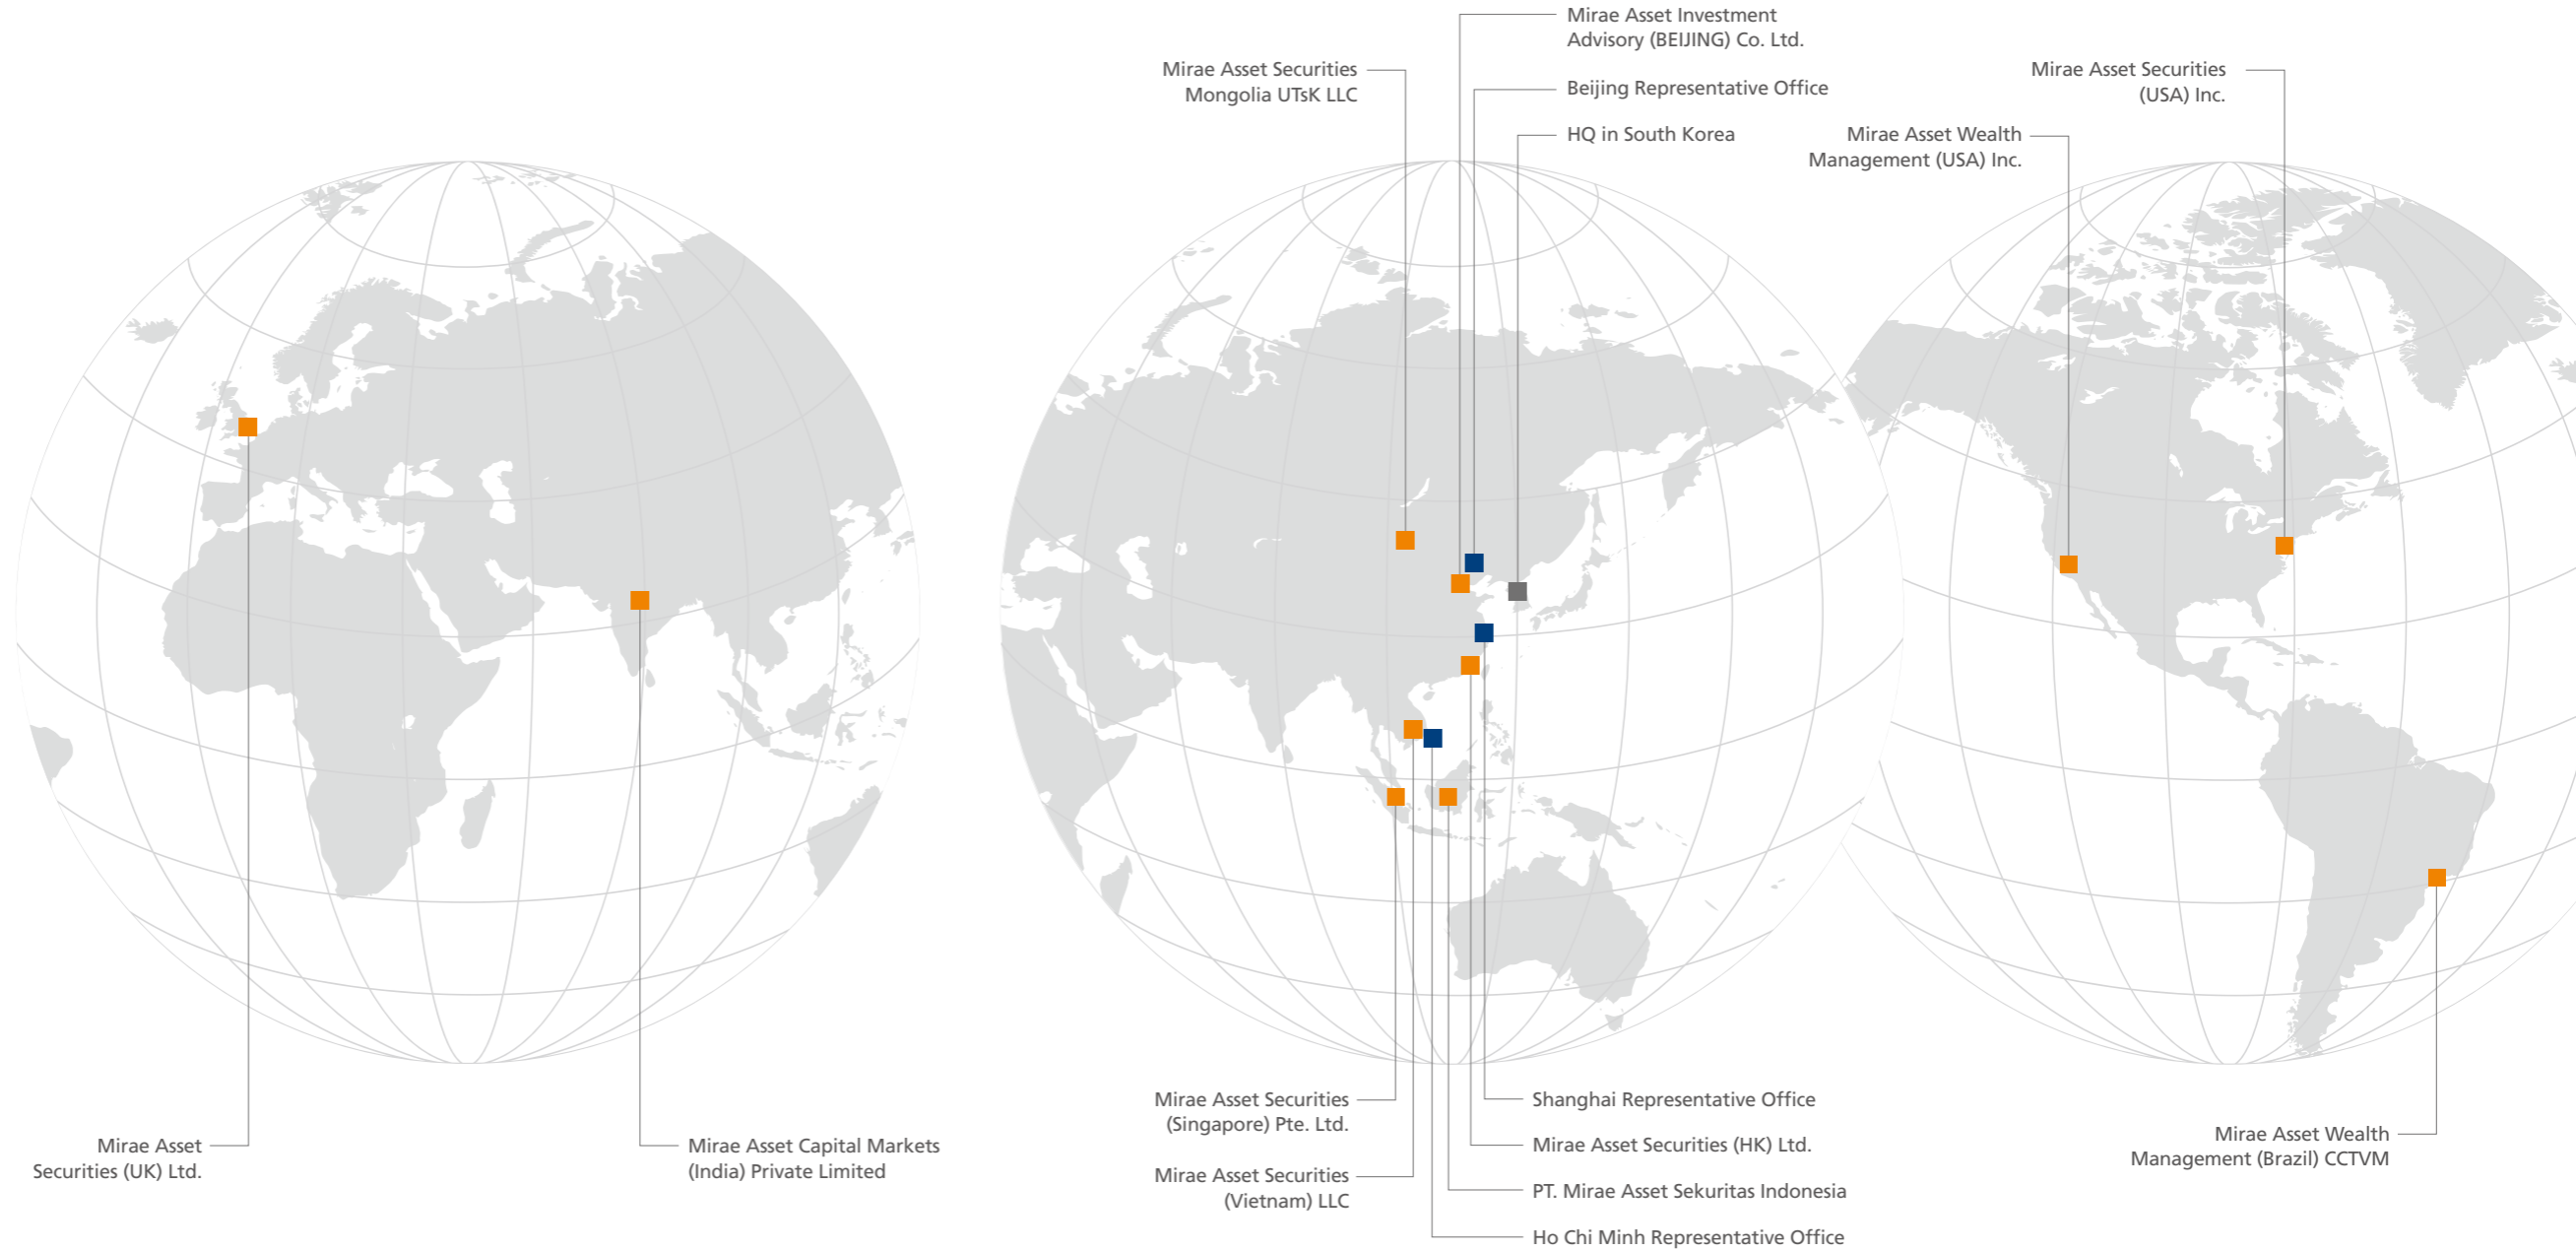 Mirae Asset Investment
Advisory (BEIJING) Co. Ltd.
Mirae Asset Securities
Mongolia UTsK LLC
Beijing Representative Office
HQ in South Korea
Mirae Asset Securities
(USA) Inc.
Mirae Asset Wealth
Management (USA) Inc.
Mirae Asset
Securities (UK) Ltd.
Mirae Asset Capital Markets
(India) Private Limited
Mirae Asset Securities
(Singapore) Pte. Ltd.
Mirae Asset Securities
(Vietnam) LLC
Shanghai Representative Office
Mirae Asset Securities (HK) Ltd.
PT. Mirae Asset Sekuritas Indonesia
Ho Chi Minh Representative Office
Mirae Asset Wealth
Management (Brazil) CCTVM